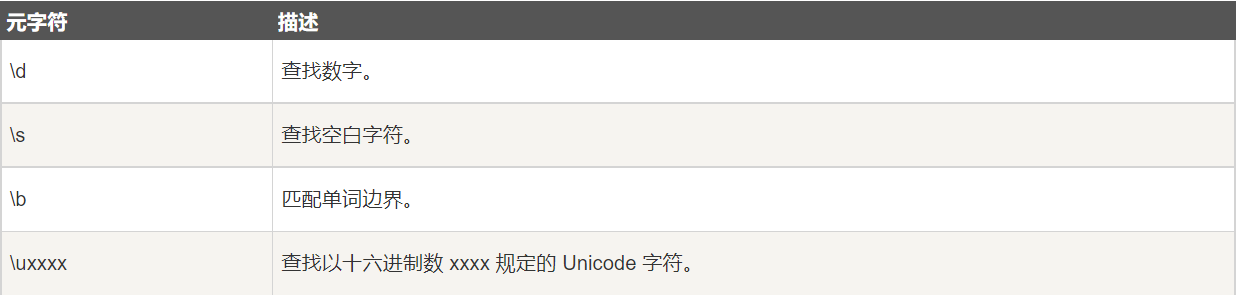 元字符 描述
\d 查找数字。
\s 查找空白字符。
\b 匹配单词边界。
\uxxxx 查找以十六进制数 xxxx 规定的 Unicode 字符。